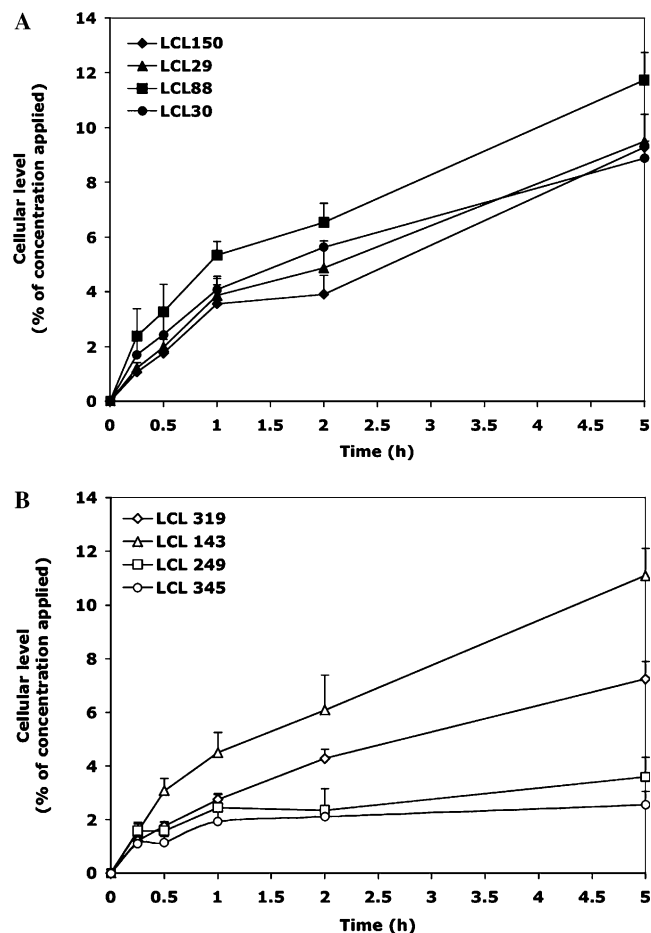 A
14
12
10
8
6
4
2
0
Cellular level
(% of concentration applied)
LCL150
LCL29
LCL88
LCL30
0 0.5 1 1.5 2 2.5 3 3.5 4 4.5 5
Time (h)
B
14
12
10
8
6
4
2
0
Cellular level
(% of concentration applied)
LCL 319
LCL 143
LCL 249
LCL 345
0 0.5 1 1.5 2 2.5 3 3.5 4 4.5 5
Time (h)